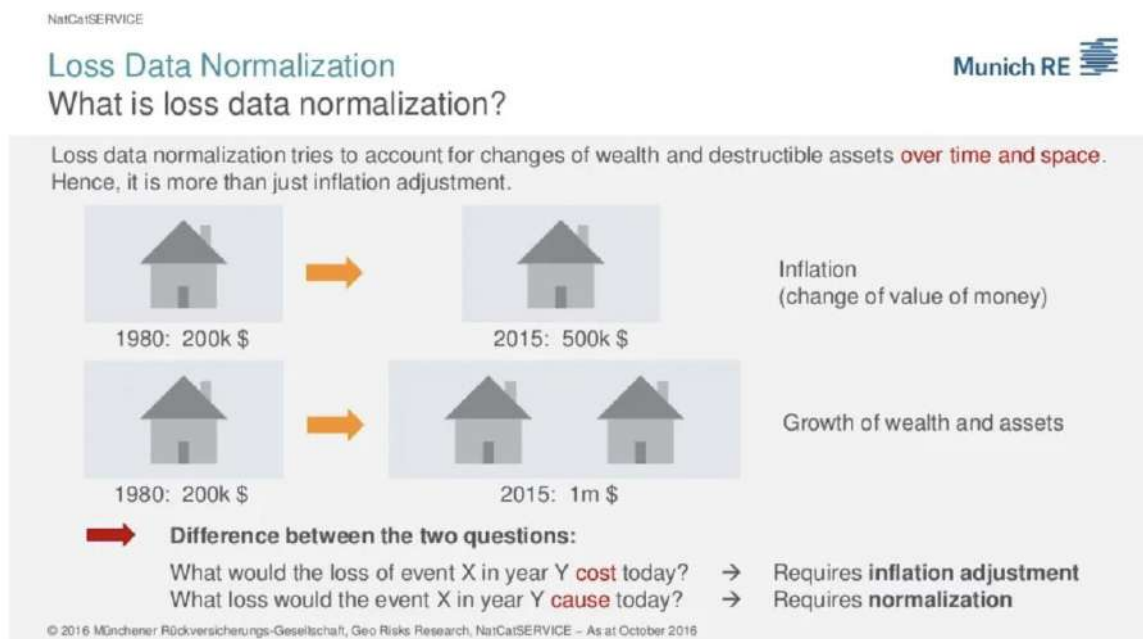 NatCatSERVICE
Loss Data Normalization
Munich RE
What is loss data normalization?
Loss data normalization tries to account for changes of wealth and destructible assets over time and space.
Hence, it is more than just inflation adjustment.
Inflation
(change of value of money)
1980: 200k $
2015: 500k $
Growth of wealth and assets
1980: 200k $
2015: 1m $
Difference between the two questions:
What would the loss of event X in year Y cost today? → Requires inflation adjustment
What loss would the event X in year Y cause today? → Requires normalization
© 2016 Münchener Rückversicherungs-Gesellschaft, Geo Risks Research, NatCatSERVICE – As at October 2016